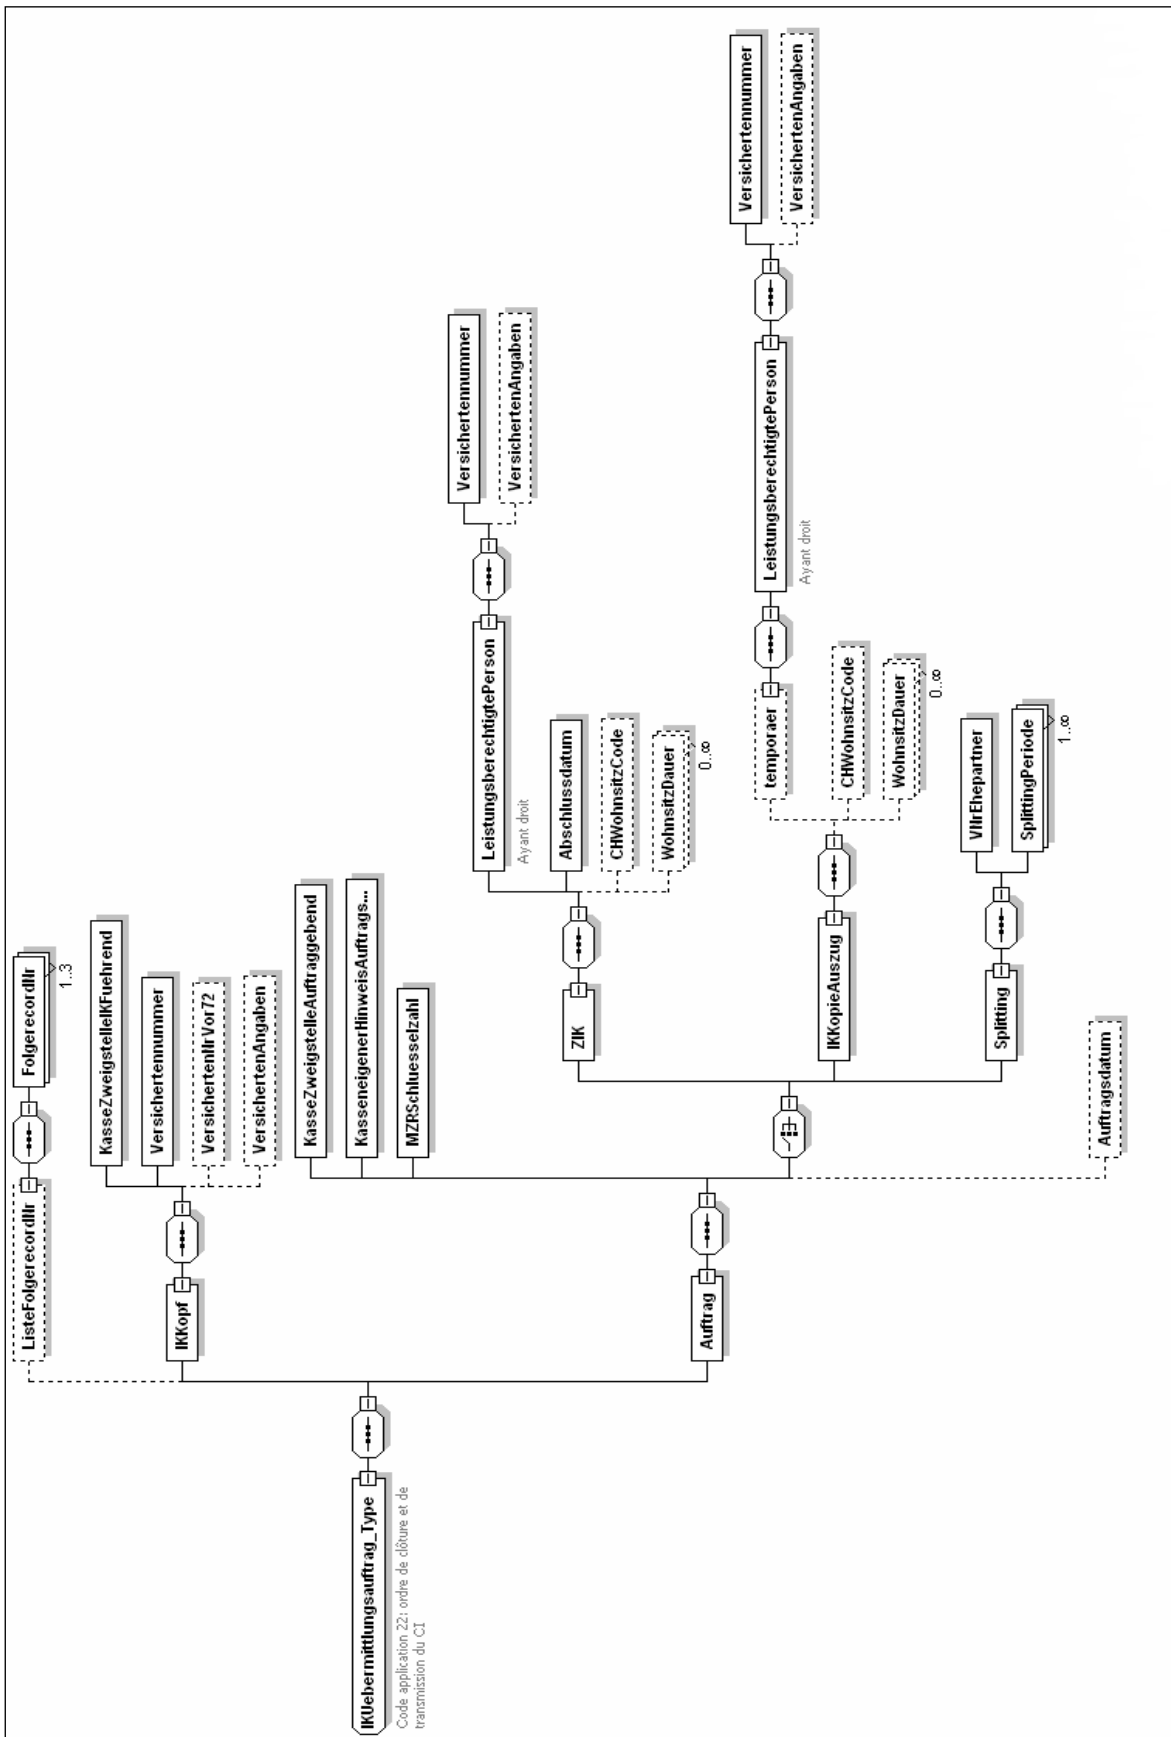 IKUebermittlungsauftrag_Type
Code application 22: ordre de clôture et de
transmission du CI
ListeFolgerecordNr
FolgerecordNr
1..3
IKKopf
KasseZweigstelleIKFuehrend
Versichertennummer
VersichertenNrVor72
VersichertenAngaben
Auftrag
KasseZweigstelleAuftraggebend
KasseneigenerHinweisAuftrags...
MZRSchluesselzahl
ZIK
LeistungsberechtigtePerson
Ayant droit
Versichertennummer
VersichertenAngaben
Abschlussdatum
CHWohnsitzCode
WohnsitzDauer
0..∞
IKKopieAuszug
temporaer
LeistungsberechtigtePerson
Ayant droit
Versichertennummer
VersichertenAngaben
CHWohnsitzCode
WohnsitzDauer
0..∞
Splitting
VNrEhepartner
SplittingPeriode
1..∞
Auftragsdatum